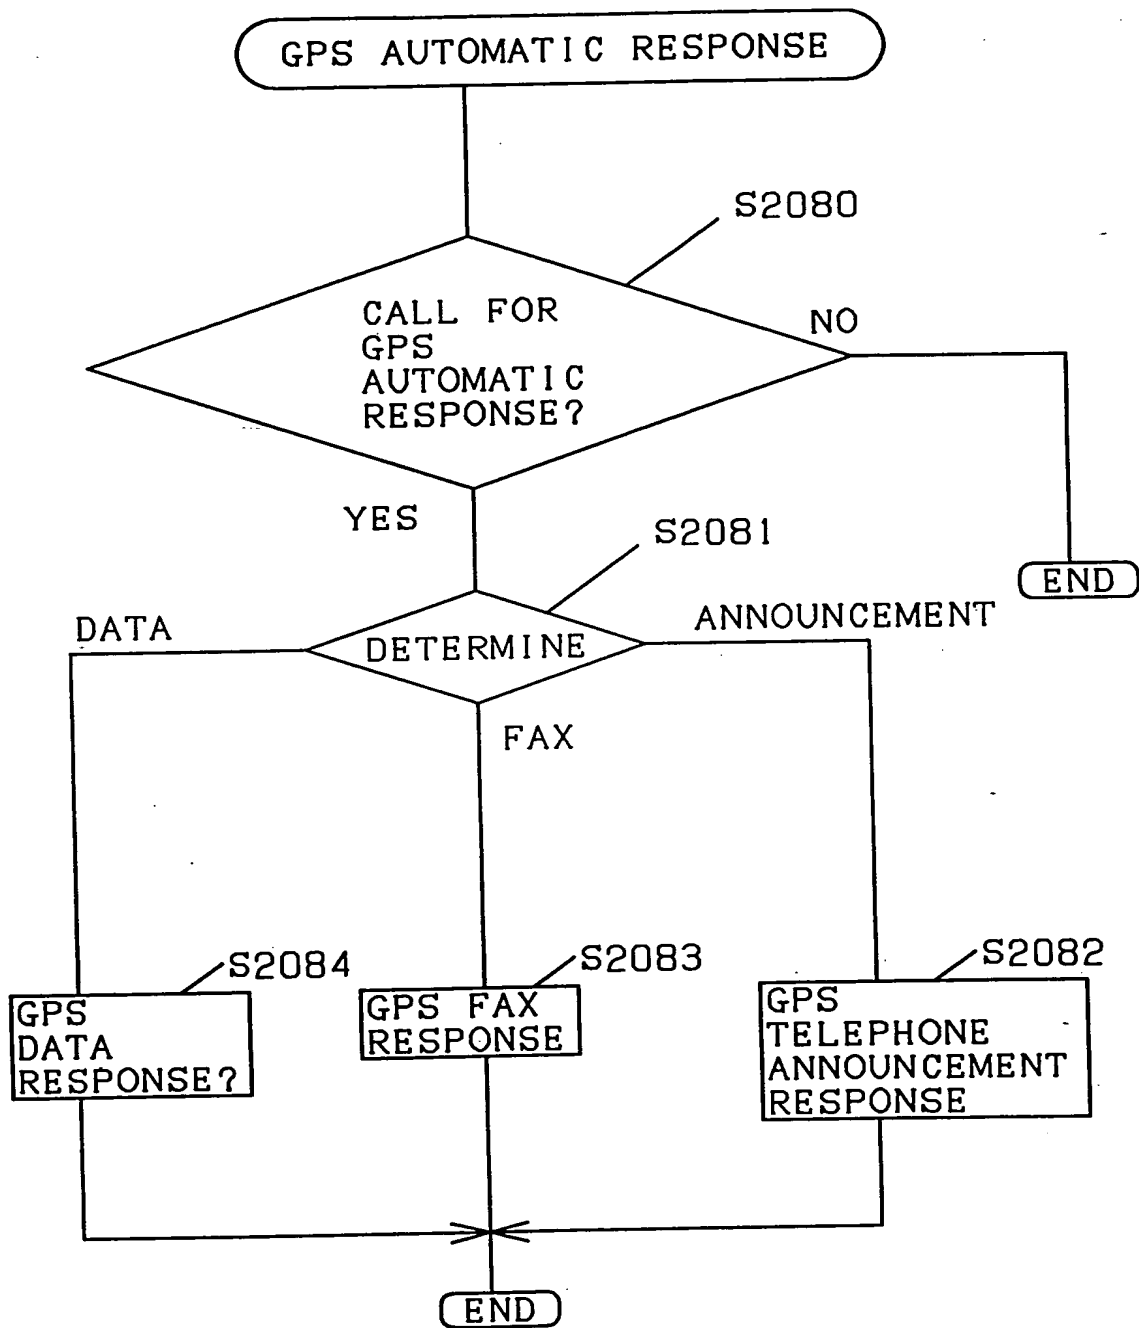 GPS AUTOMATIC RESPONSE
S2080
CALL FOR
GPS
AUTOMATIC
RESPONSE?
NO
YES
S2081
END
DATA
DETERMINE
ANNOUNCEMENT
FAX
S2084
S2083
S2082
GPS
DATA
RESPONSE?
GPS FAX
RESPONSE
GPS
TELEPHONE
ANNOUNCEMENT
RESPONSE
END